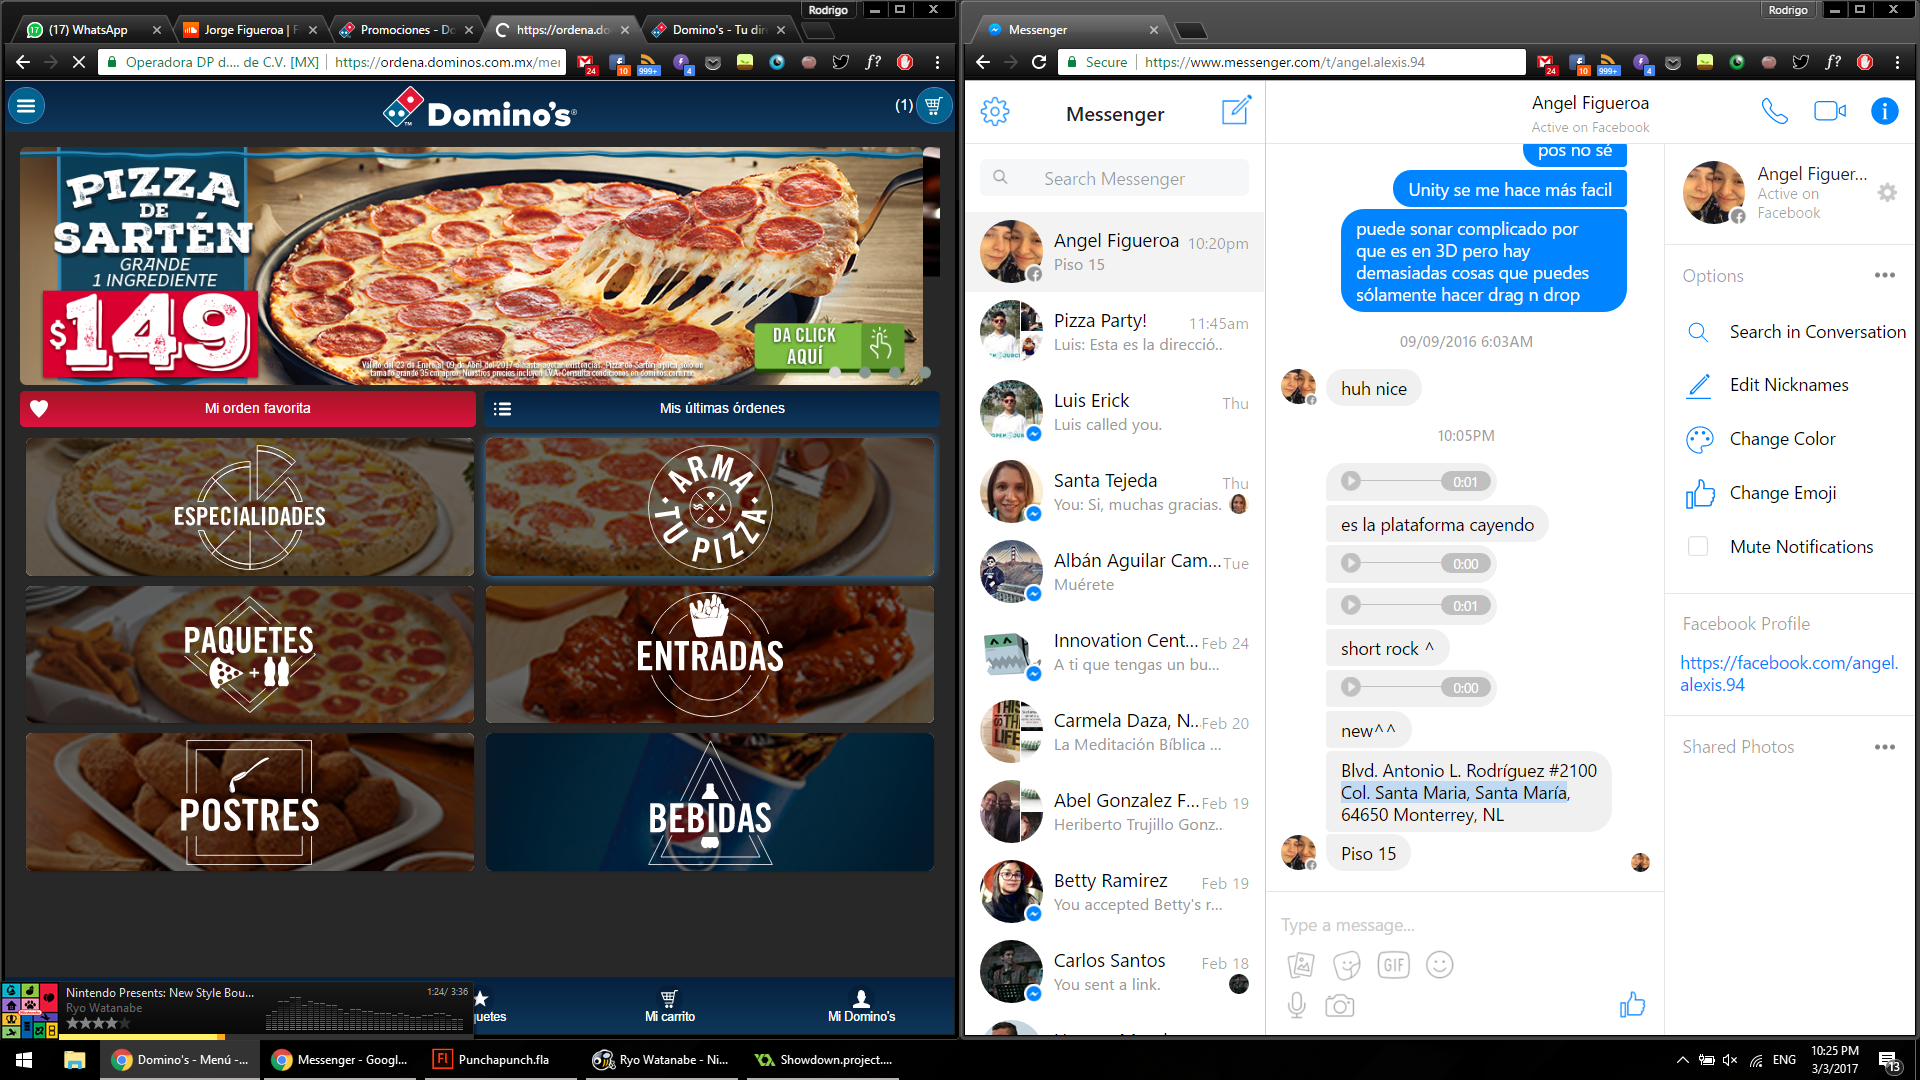 Rodrigo
(17) WhatsApp
Jorge Figueroa | F
Promociones - Do
https://ordena.do
Domino's - Tu dir
Operadora DP d.... de C.V. [MX]
https://ordena.dominos.com.mx/me
24
10
999+
4
f?
Domino's
(1)
PIZZA
DE
SARTÉN
GRANDE
1 INGREDIENTE
$149
DA CLICK
AQUÍ
Mi orden favorita
Mis últimas órdenes
ESPECIALIDADES
ARMA
TU PIZZA
PAQUETES
ENTRADAS
POSTRES
BEBIDAS
Nintendo Presents: New Style Bou...
1:24/ 3:36
Ryo Watanabe
quetes
Mi carrito
Mi Domino's
Rodrigo
Messenger
Secure
https://www.messenger.com/t/angel.alexis.94
24
10
999+
4
f?
Messenger
Search Messenger
Angel Figueroa
10:20pm
Piso 15
Pizza Party!
11:45am
Luis: Esta es la direcció..
Luis Erick
Thu
Luis called you.
Santa Tejeda
Thu
You: Si, muchas gracias.
Albán Aguilar Cam...
Tue
Muérete
Innovation Cent...
Feb 24
A ti que tengas un bu...
Carmela Daza, N...
Feb 20
La Meditación Bíblica ...
Abel Gonzalez F...
Feb 19
Heriberto Trujillo Gonz..
Betty Ramirez
Feb 19
You accepted Betty's r...
Carlos Santos
Feb 18
You sent a link.
Angel Figueroa
Active on Facebook
pos no sé
Unity se me hace más facil
puede sonar complicado por
que es en 3D pero hay
demasiadas cosas que puedes
sólamente hacer drag n drop
09/09/2016 6:03AM
huh nice
10:05PM
0:01
es la plataforma cayendo
0:00
0:01
short rock ^
0:00
new^^
Blvd. Antonio L. Rodríguez #2100
Col. Santa Maria, Santa María,
64650 Monterrey, NL
Piso 15
Type a message...
GIF
Angel Figuer...
Active on
Facebook
Options
Search in Conversation
Edit Nicknames
Change Color
Change Emoji
Mute Notifications
Facebook Profile
https://facebook.com/angel.
alexis.94
Shared Photos
Domino's - Menú -...
Messenger - Googl...
Punchapunch.fla
Ryo Watanabe - Ni...
Showdown.project....
ENG
10:25 PM
3/3/2017
13